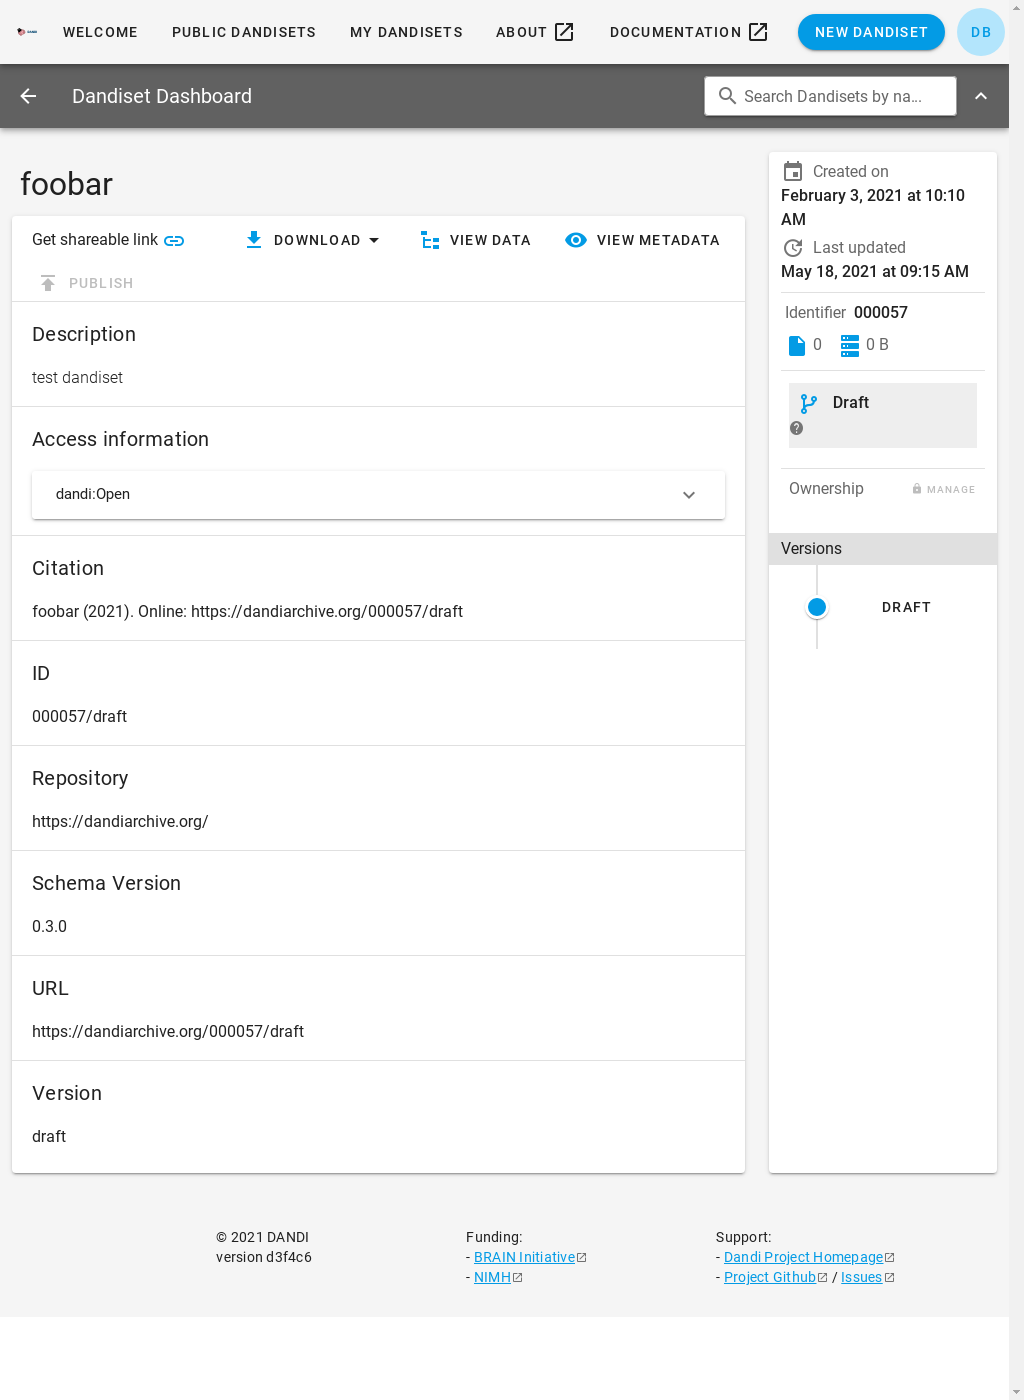 WELCOME PUBLIC DANDISETS MY DANDISETS ABOUT DOCUMENTATION NEW DANDISET DB
Dandiset Dashboard Search Dandisets by na...
foobar
Get shareable link DOWNLOAD VIEW DATA VIEW METADATA
PUBLISH
Description
test dandiset
Access information
dandi:Open
Citation
foobar (2021). Online: https://dandiarchive.org/000057/draft
ID
000057/draft
Repository
https://dandiarchive.org/
Schema Version
0.3.0
URL
https://dandiarchive.org/000057/draft
Version
draft
Created on
February 3, 2021 at 10:10
AM
Last updated
May 18, 2021 at 09:15 AM
Identifier 000057
0 0 B
Draft
Ownership MANAGE
Versions
DRAFT
© 2021 DANDI
version d3f4c6
Funding:
- BRAIN Initiative
- NIMH
Support:
- Dandi Project Homepage
- Project Github / Issues